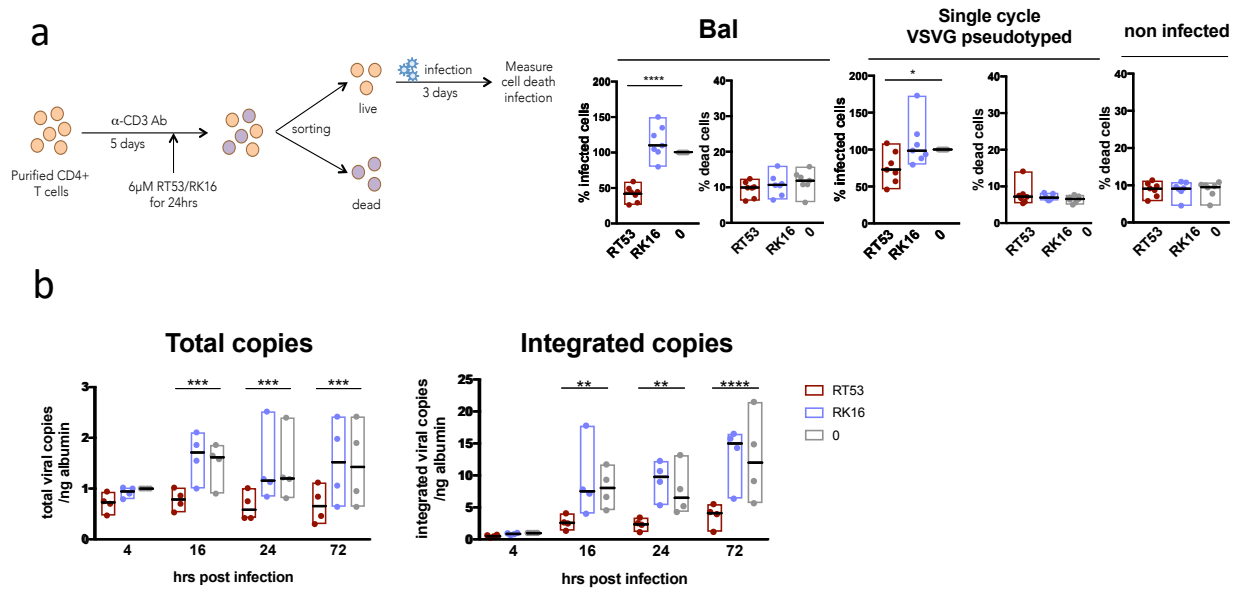 a
Purified CD4+
T cells
α-CD3 Ab
5 days
6µM RT53/RK16
for 24hrs
sorting
live
dead
infection
3 days
Measure
cell death
infection
Bal
% infected cells
150
100
50
0
****
RT53
RK16
0
% dead cells
40
30
20
10
0
RT53
RK16
0
Single cycle
VSVG pseudotyped
% infected cells
200
150
100
50
0
*
RT53
RK16
0
% dead cells
40
30
20
10
0
RT53
RK16
0
non infected
% dead cells
40
30
20
10
0
RT53
RK16
0
b
Total copies
total viral copies
/ng albumin
3
2
1
0
***
***
***
4
16
24
72
hrs post infection
Integrated copies
integrated viral copies
/ng albumin
25
20
15
10
5
0
**
**
****
4
16
24
72
hrs post infection
RT53
RK16
0